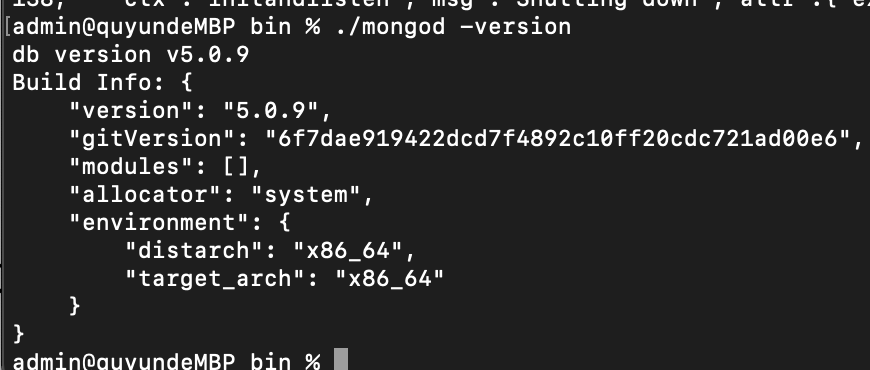 [admin@quyundeMBP bin % ./mongod -version
db version v5.0.9
Build Info: {
    "version": "5.0.9",
    "gitVersion": "6f7dae919422dcd7f4892c10ff20cdc721ad00e6",
    "modules": [],
    "allocator": "system",
    "environment": {
        "distarch": "x86_64",
        "target_arch": "x86_64"
    }
}
admin@quyundeMBP bin %